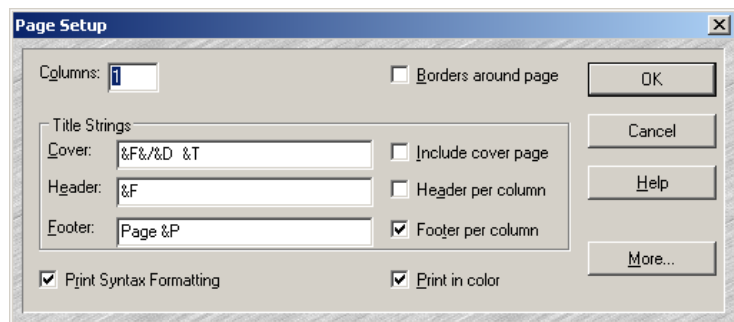 Page Setup
Columns: 1
Borders around page
OK
Title Strings
Cancel
Cover: &F&/&D  &T
Include cover page
Header: &F
Header per column
Help
Footer: Page &P
Footer per column
More...
Print Syntax Formatting
Print in color